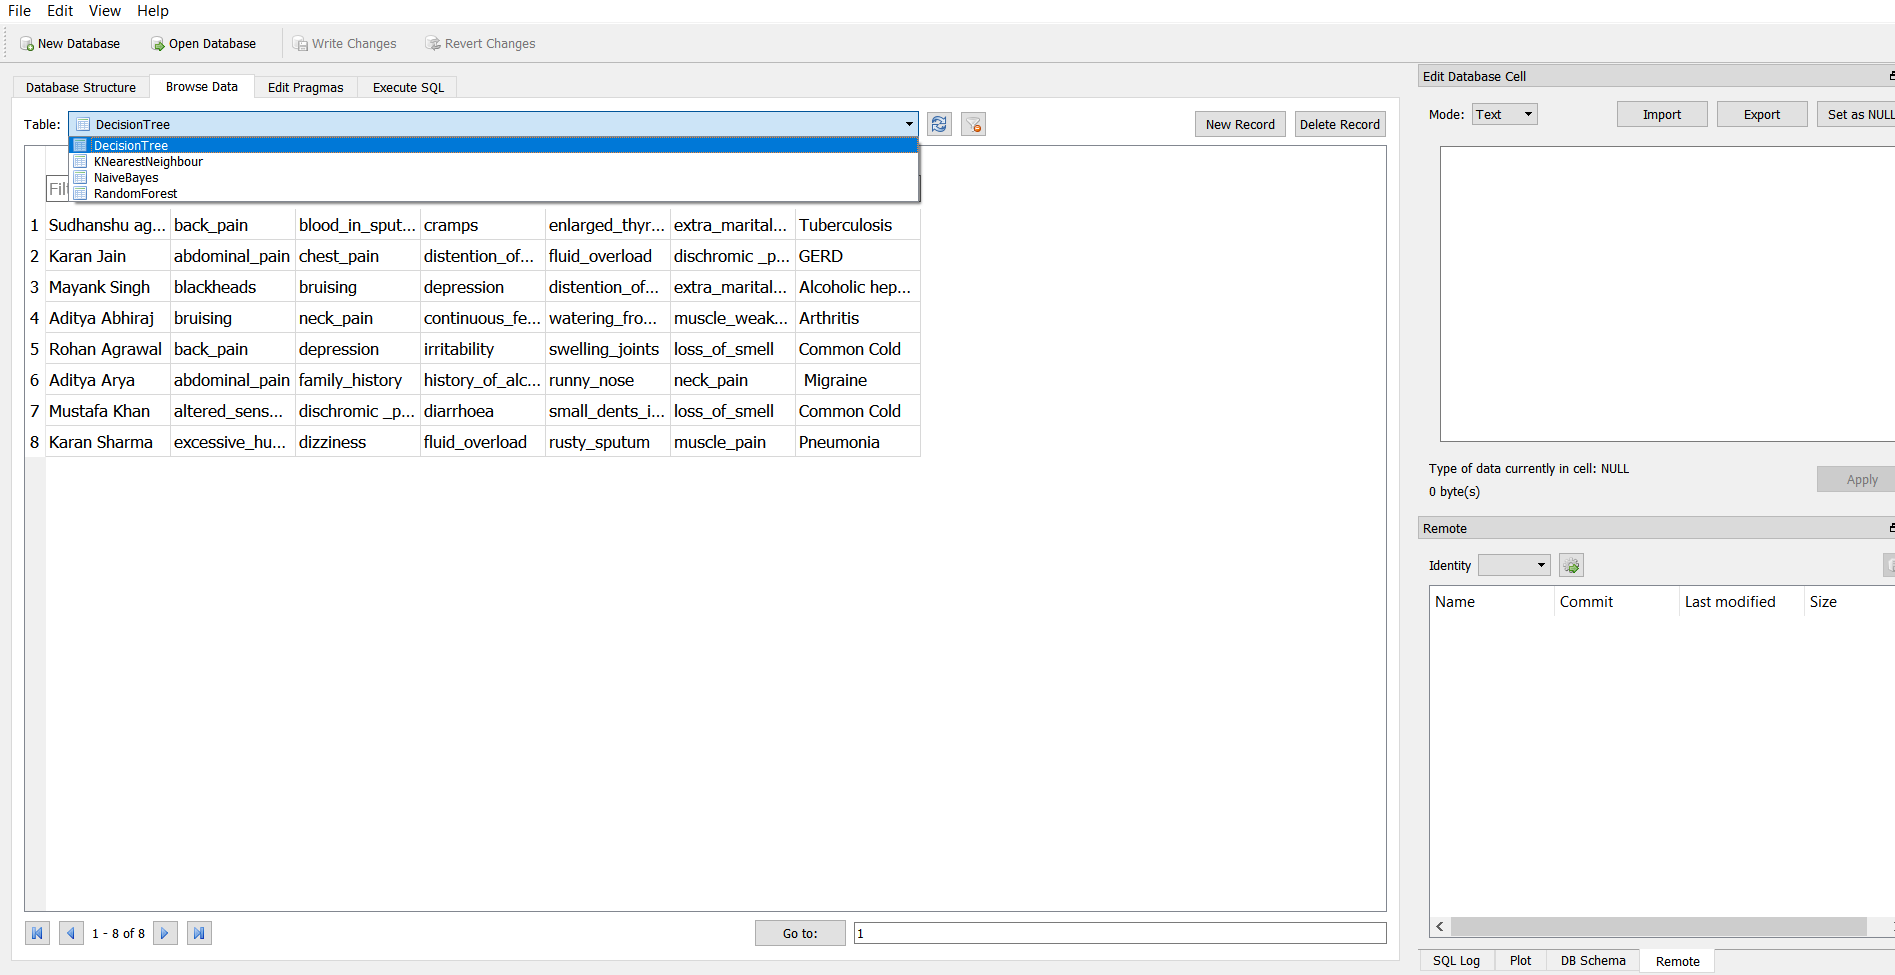 File Edit View Help
New Database Open Database Write Changes Revert Changes
Database Structure Browse Data Edit Pragmas Execute SQL
Table: DecisionTree New Record Delete Record
DecisionTree
KNearestNeighbour
NaiveBayes
RandomForest
1 Sudhanshu ag... back_pain blood_in_sput... cramps enlarged_thyr... extra_marital... Tuberculosis
2 Karan Jain abdominal_pain chest_pain distention_of... fluid_overload dischromic _p... GERD
3 Mayank Singh blackheads bruising depression distention_of... extra_marital... Alcoholic hep...
4 Aditya Abhiraj bruising neck_pain continuous_fe... watering_fro... muscle_weak... Arthritis
5 Rohan Agrawal back_pain depression irritability swelling_joints loss_of_smell Common Cold
6 Aditya Arya abdominal_pain family_history history_of_alc... runny_nose neck_pain Migraine
7 Mustafa Khan altered_sens... dischromic _p... diarrhoea small_dents_i... loss_of_smell Common Cold
8 Karan Sharma excessive_hu... dizziness fluid_overload rusty_sputum muscle_pain Pneumonia
1 - 8 of 8 Go to: 1
Edit Database Cell
Mode: Text Import Export Set as NULL
Type of data currently in cell: NULL
0 byte(s)
Apply
Remote
Identity
Name Commit Last modified Size
SQL Log Plot DB Schema Remote